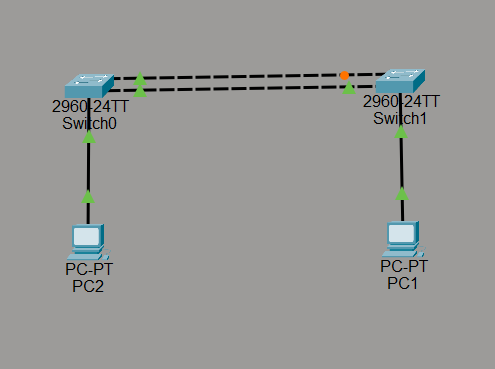 2960-24TT
Switch0
2960-24TT
Switch1
PC-PT
PC2
PC-PT
PC1